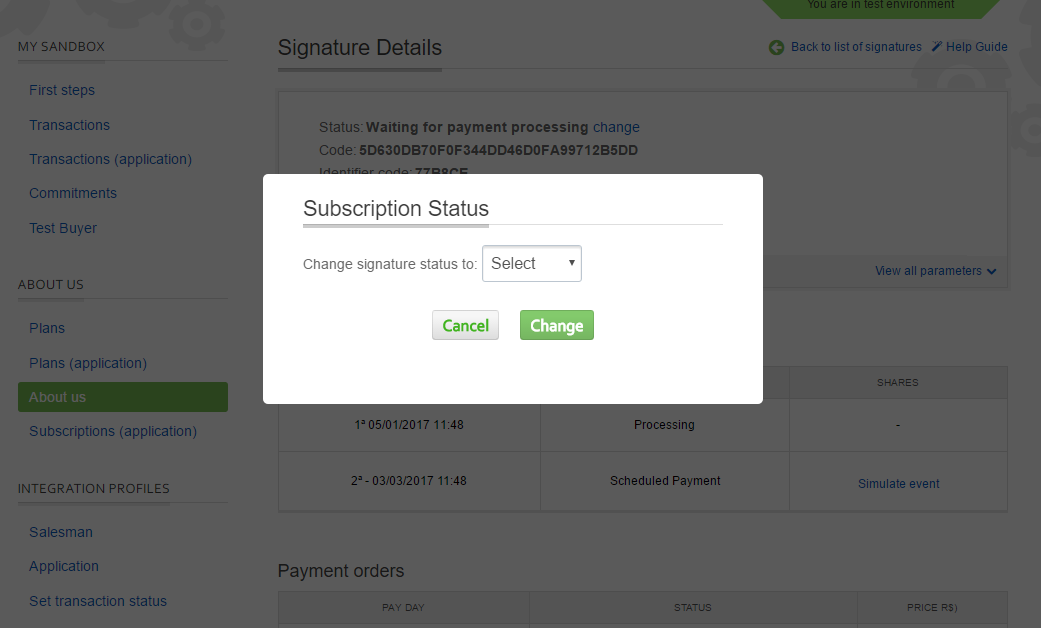 You are in test environment
MY SANDBOX
First steps
Transactions
Transactions (application)
Commitments
Test Buyer
ABOUT US
Plans
Plans (application)
About us
Subscriptions (application)
INTEGRATION PROFILES
Salesman
Application
Set transaction status
Signature Details
Back to list of signatures
Help Guide
Status: Waiting for payment processing change
Code: 5D630DB70F0F344DD46D0FA99712B5DD
Identifier code: 77B8CE
View all parameters
Subscription Status
Change signature status to: Select
Cancel
Change
SHARES
1ª 05/01/2017 11:48
Processing
-
2ª - 03/03/2017 11:48
Scheduled Payment
Simulate event
Payment orders
PAY DAY
STATUS
PRICE R$)